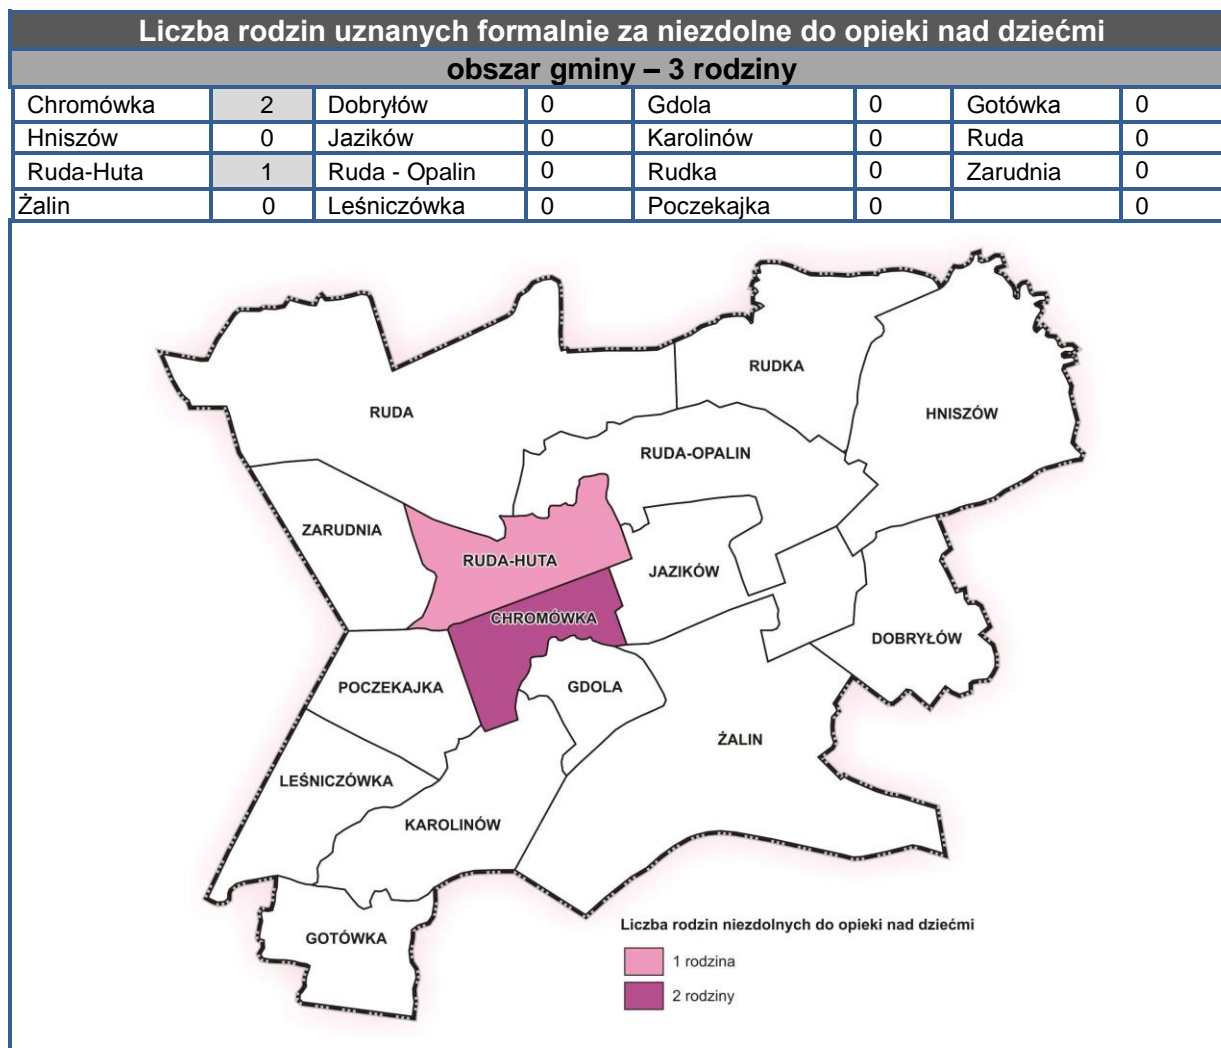 Liczba rodzin uznanych formalnie za niezdolne do opieki nad dziećmi
obszar gminy – 3 rodziny
Chromówka 2 Dobryłów 0 Gdola 0 Gotówka 0
Hniszów 0 Jazików 0 Karolinów 0 Ruda 0
Ruda-Huta 1 Ruda - Opalin 0 Rudka 0 Zarudnia 0
Żalin 0 Leśniczówka 0 Poczekajka 0 0
RUDKA
RUDA
HNISZÓW
RUDA-OPALIN
ZARUDNIA
RUDA-HUTA
JAZIKÓW
CHROMÓWKA
DOBRYŁÓW
POCZEKAJKA
GDOLA
ŻALIN
LEŚNICZÓWKA
KAROLINÓW
GOTÓWKA
Liczba rodzin niezdolnych do opieki nad dziećmi
1 rodzina
2 rodziny